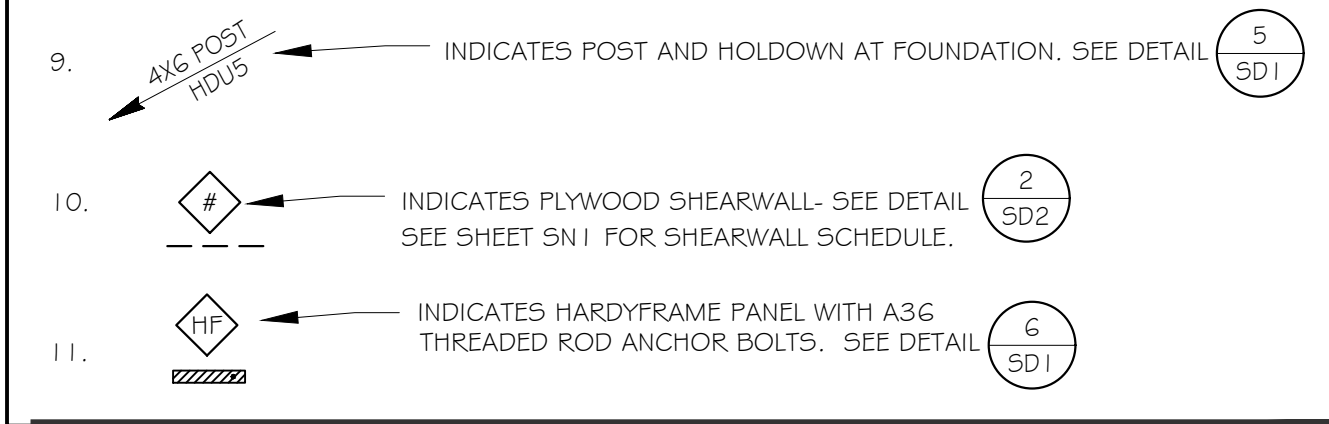 9.
4X6 POST
HDU5
INDICATES POST AND HOLDOWN AT FOUNDATION. SEE DETAIL
5
SD1
10.
#
INDICATES PLYWOOD SHEARWALL- SEE DETAIL
SEE SHEET SN1 FOR SHEARWALL SCHEDULE.
2
SD2
11.
HF
INDICATES HARDYFRAME PANEL WITH A36
THREADED ROD ANCHOR BOLTS. SEE DETAIL
6
SD1